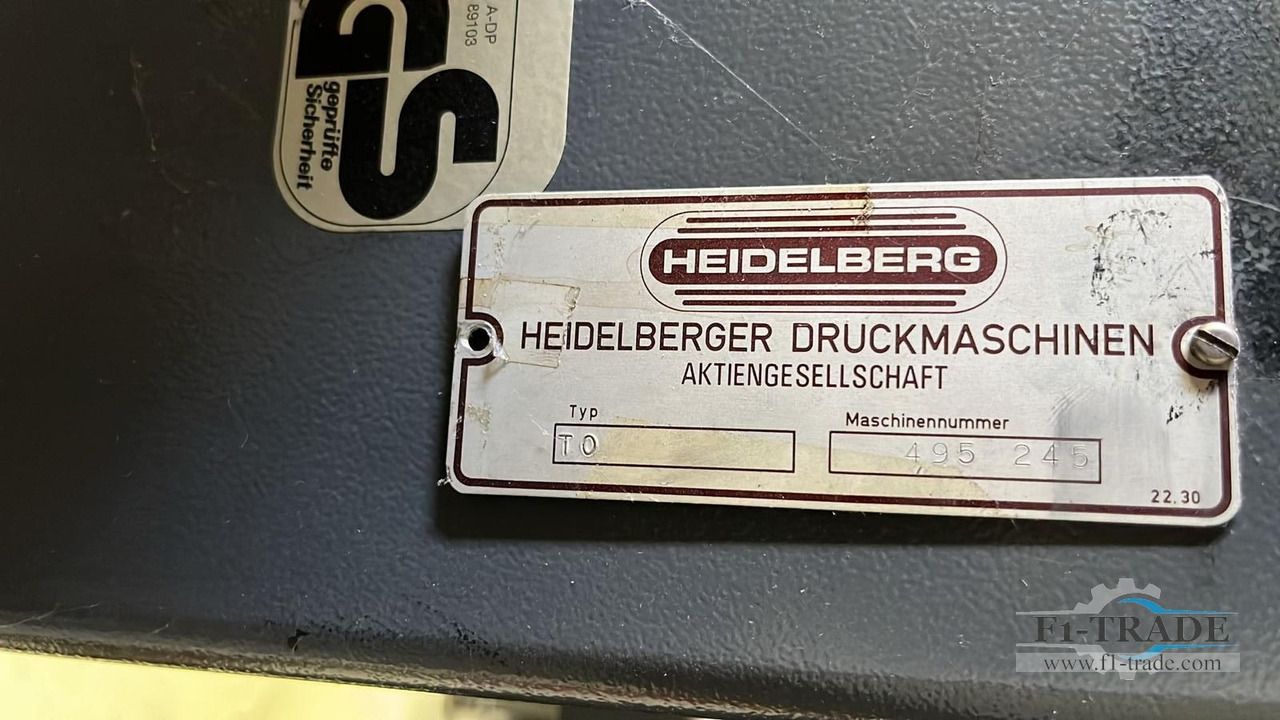 A-DP
89103
GS
geprüfte
Sicherheit
HEIDELBERG
HEIDELBERGER DRUCKMASCHINEN
AKTIENGESELLSCHAFT
Typ
TO
Maschinennummer
495 245
22.30
F1-TRADE
www.f1-trade.com